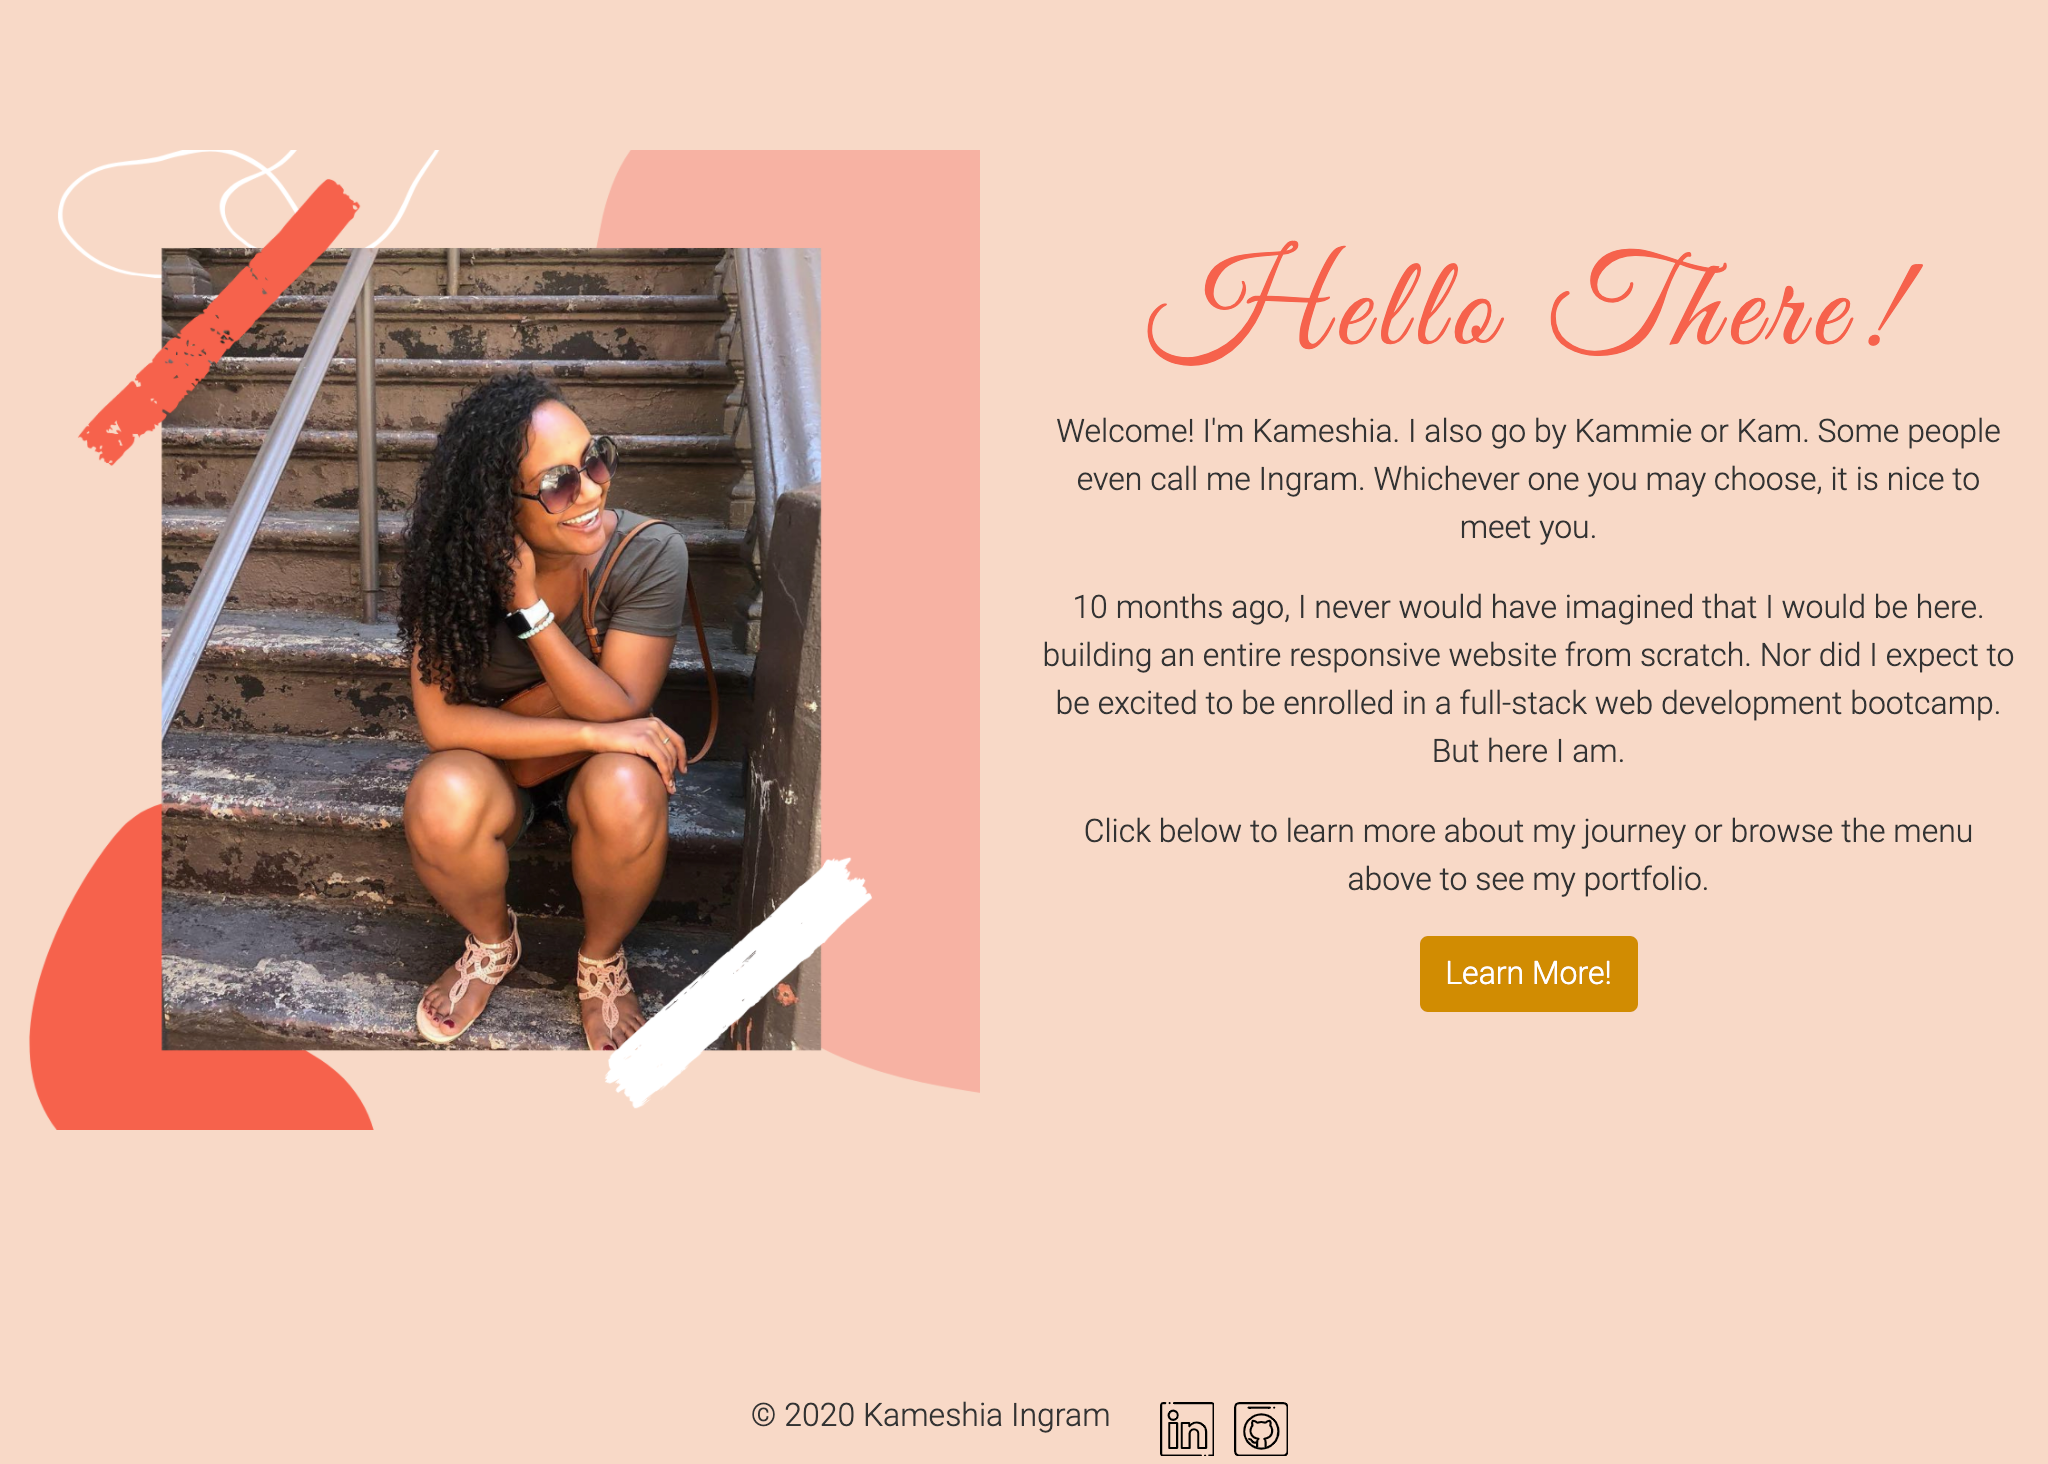 Hello There!
Welcome! I'm Kameshia. I also go by Kammie or Kam. Some people
even call me Ingram. Whichever one you may choose, it is nice to
meet you.
10 months ago, I never would have imagined that I would be here.
building an entire responsive website from scratch. Nor did I expect to
be excited to be enrolled in a full-stack web development bootcamp.
But here I am.
Click below to learn more about my journey or browse the menu
above to see my portfolio.
Learn More!
© 2020 Kameshia Ingram
in